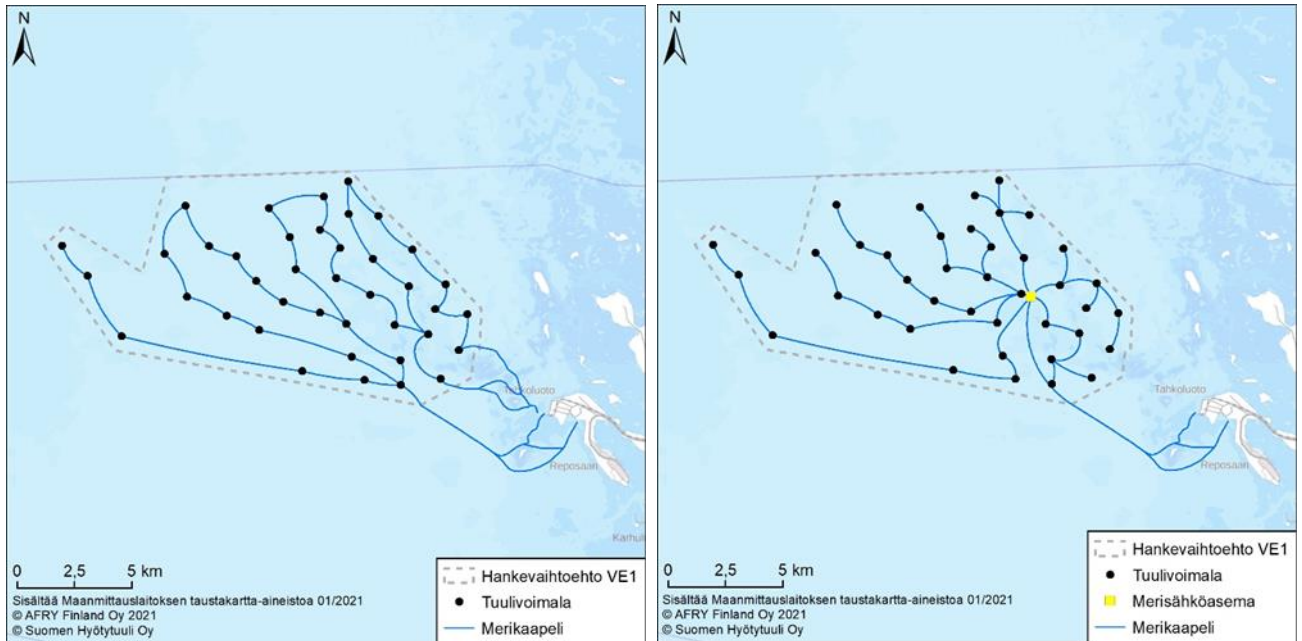 N
Tahkoluoto
Reposaari
Karhul
0 2,5 5 km
Sisältää Maanmittauslaitoksen taustakartta-aineistoa 01/2021
© AFRY Finland Oy 2021
© Suomen Hyötytuuli Oy
Hankevaihtoehto VE1
Tuulivoimala
Merikaapeli
N
Tahkoluoto
Reposaari
0 2,5 5 km
Sisältää Maanmittauslaitoksen taustakartta-aineistoa 01/2021
© AFRY Finland Oy 2021
© Suomen Hyötytuuli Oy
Hankevaihtoehto VE1
Tuulivoimala
Merisähköasema
Merikaapeli